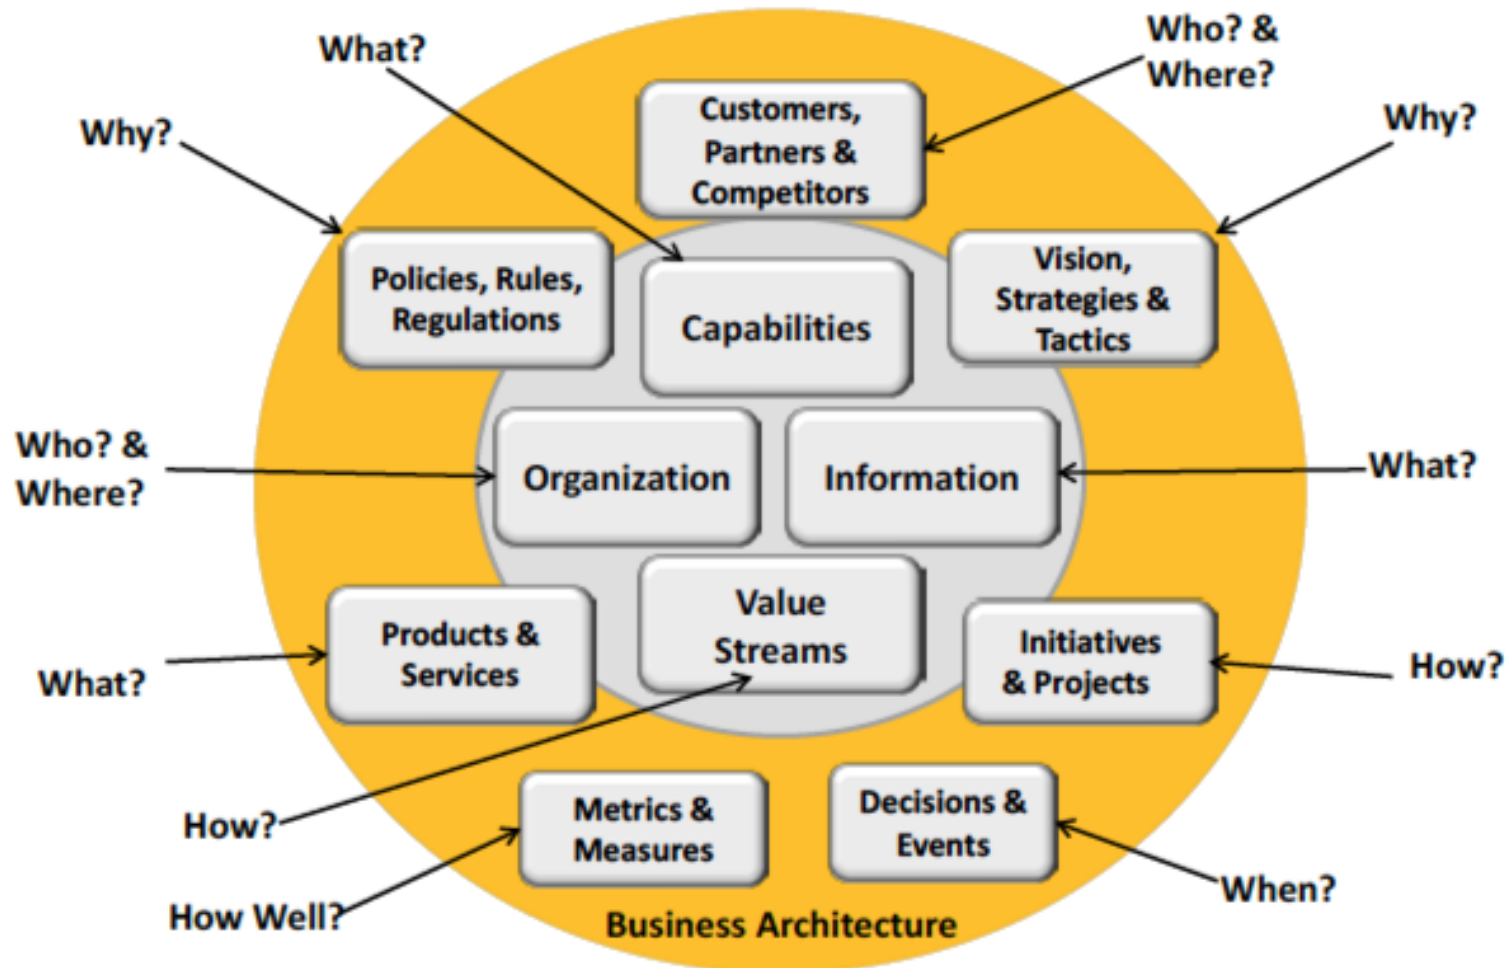 What?
Who? &
Where?
Why?
Why?
Customers,
Partners &
Competitors
Policies, Rules,
Regulations
Capabilities
Vision,
Strategies &
Tactics
Who? &
Where?
Organization
Information
What?
Products &
Services
Value
Streams
Initiatives
& Projects
What?
How?
How?
Metrics &
Measures
Decisions &
Events
How Well?
When?
Business Architecture